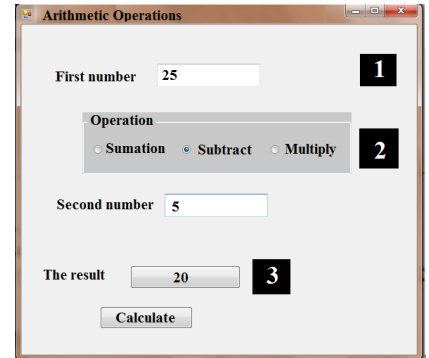 Arithmetic Operations
First number 25 1
Operation
Sumation Subtract Multiply 2
Second number 5
The result 20 3
Calculate